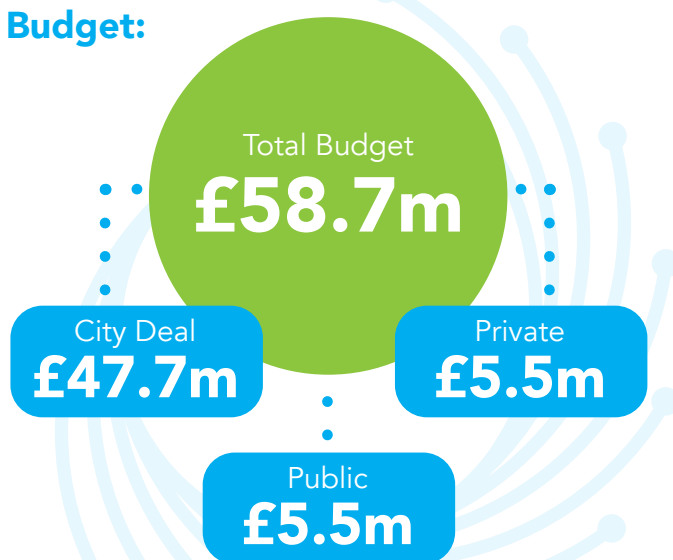 Budget:
Total Budget
£58.7m
City Deal
£47.7m
Private
£5.5m
Public
£5.5m